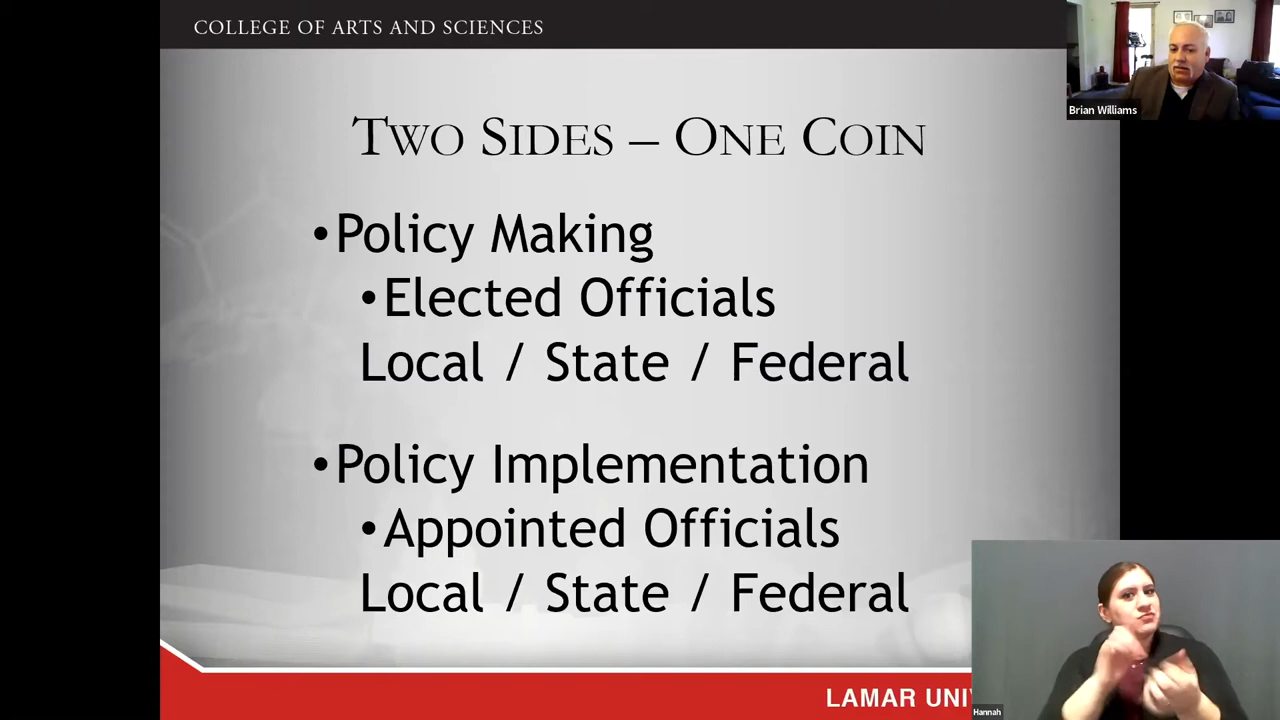 COLLEGE OF ARTS AND SCIENCES
Brian Williams
TWO SIDES – ONE COIN
•Policy Making
•Elected Officials
Local / State / Federal
•Policy Implementation
•Appointed Officials
Local / State / Federal
LAMAR
Hannah